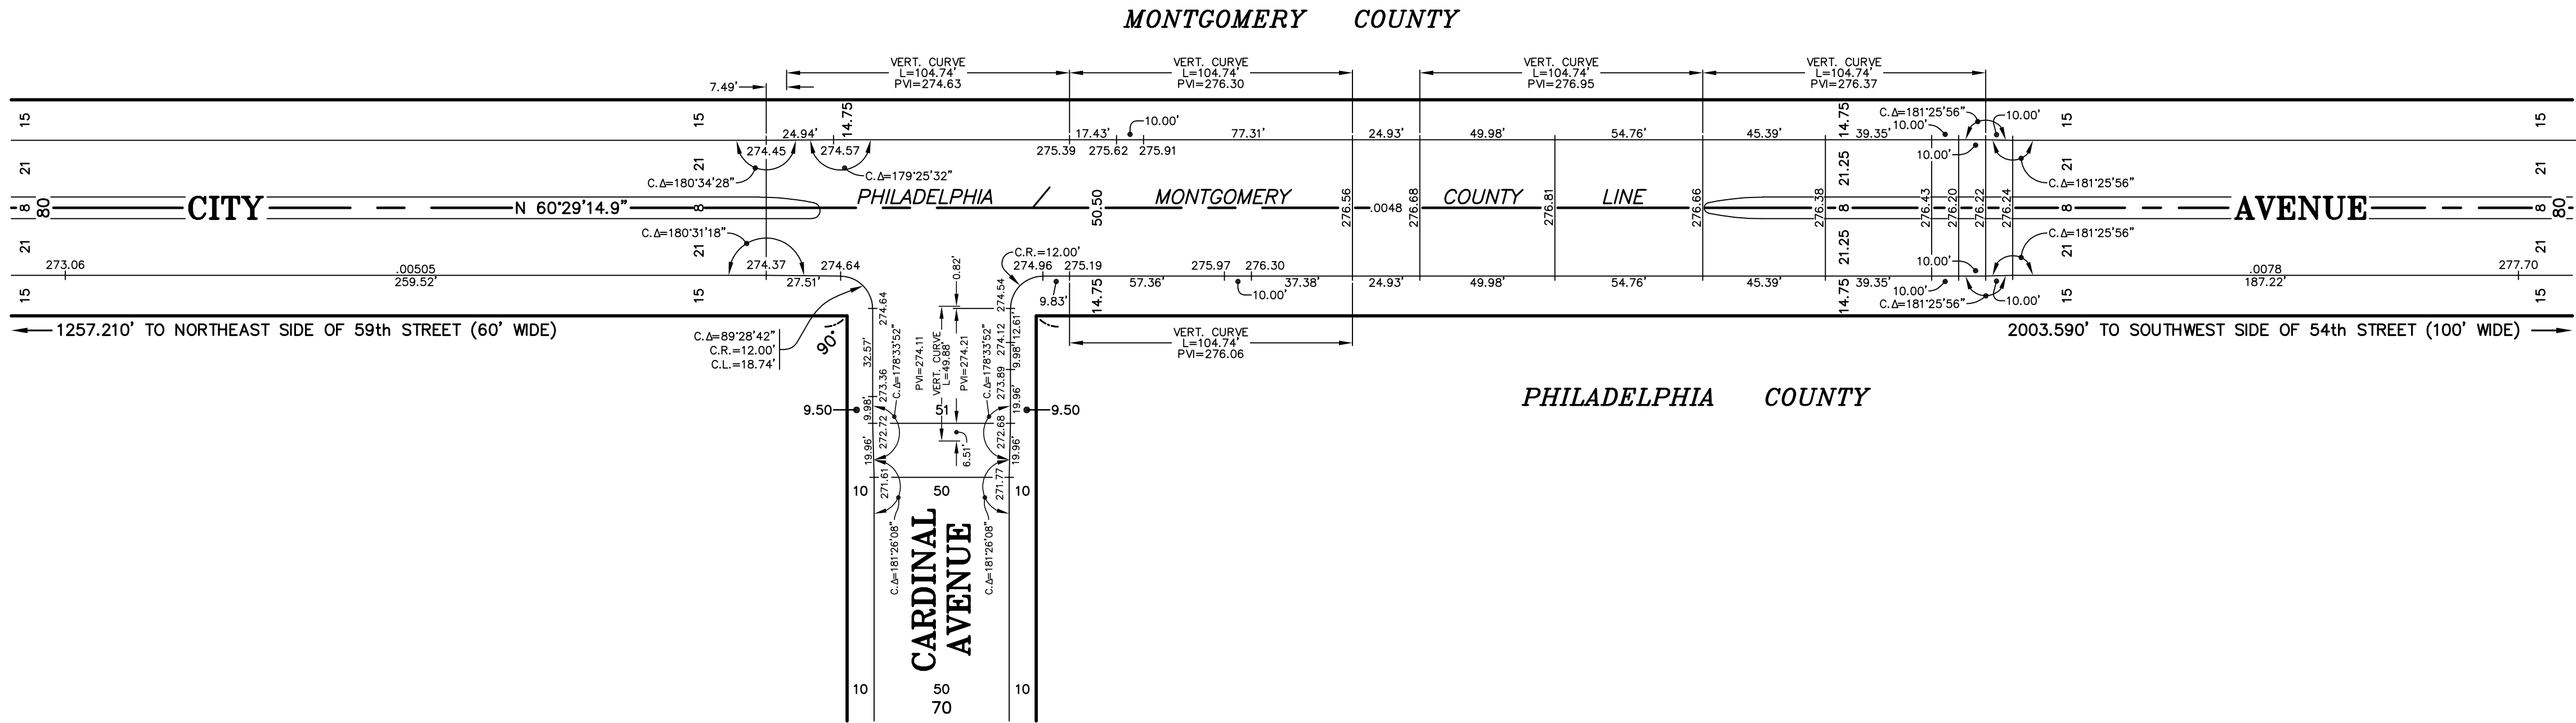 MONTGOMERY COUNTY
VERT. CURVE
L=104.74'
PVI=274.63
VERT. CURVE
L=104.74'
PVI=276.30
VERT. CURVE
L=104.74'
PVI=276.95
VERT. CURVE
L=104.74'
PVI=276.37
7.49'
15
15
24.94'
14.75
17.43'
10.00'
77.31'
24.93'
49.98'
54.76'
45.39'
14.75
39.35'
C.Δ=181°25'56"
10.00'
10.00'
15
15
274.45
274.57
275.39
275.62
275.91
10.00'
21
21
C.Δ=180°34'28"
C.Δ=179°25'32"
21.25
21
C.Δ=181°25'56"
21
8
80
CITY
N 60°29'14.9"
8
PHILADELPHIA / MONTGOMERY COUNTY LINE
50.50
276.56
.0048
276.68
276.81
276.66
276.38
8
276.43
276.20
276.22
276.24
8
AVENUE
8
80
21
C.Δ=180°31'18"
21
21.25
C.Δ=181°25'56"
21
21
273.06
.00505
259.52'
274.37
27.51'
274.64
C.R.=12.00'
274.96
275.19
9.83'
57.36'
275.97
276.30
10.00'
37.38'
24.93'
49.98'
54.76'
45.39'
39.35'
10.00'
10.00'
C.Δ=181°25'56"
10.00'
.0078
187.22'
277.70
15
15
14.75
14.75
15
15
1257.210' TO NORTHEAST SIDE OF 59th STREET (60' WIDE)
2003.590' TO SOUTHWEST SIDE OF 54th STREET (100' WIDE)
C.Δ=89°28'42"
C.R.=12.00'
C.L.=18.74'
90°
VERT. CURVE
L=104.74'
PVI=276.06
0.82'
274.64
274.54
32.57'
12.61'
274.12
9.98'
273.89
19.96'
C.Δ=178°33'52"
PVI=274.11
VERT. CURVE
L=49.88'
PVI=274.21
C.Δ=178°33'52"
273.36
9.98'
9.50
51
9.50
272.72
272.68
19.96'
19.96'
6.51'
271.61
271.77
10
50
10
C.Δ=181°26'08"
C.Δ=181°26'08"
PHILADELPHIA COUNTY
CARDINAL
AVENUE
10
50
10
70